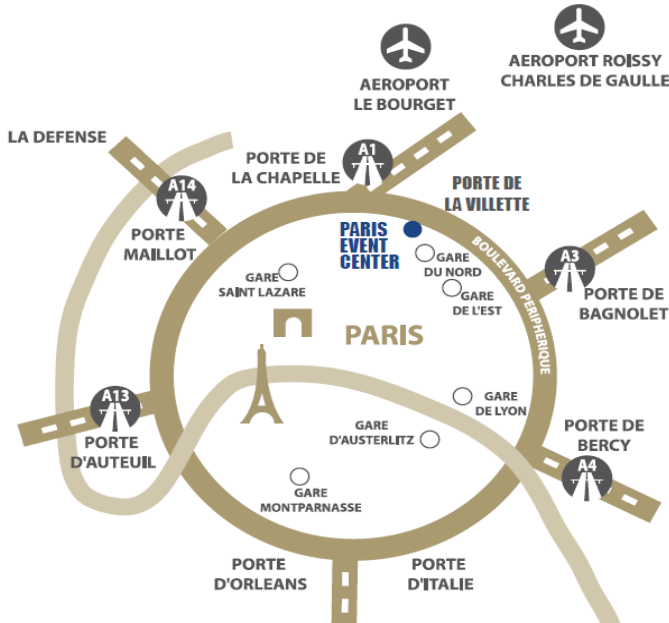 AEROPORT
LE BOURGET
AEROPORT ROISSY
CHARLES DE GAULLE
LA DEFENSE
A14
PORTE
MAILLOT
PORTE DE
LA CHAPELLE
A1
PORTE DE
LA VILLETTE
PARIS
EVENT
CENTER
GARE
DU NORD
GARE
DE L'EST
BOULEVARD PERIPHERIQUE
A3
PORTE DE
BAGNOLET
GARE
SAINT LAZARE
PARIS
A13
PORTE
D'AUTEUIL
GARE
DE LYON
GARE
D'AUSTERLITZ
PORTE DE
BERCY
A4
GARE
MONTPARNASSE
PORTE
D'ORLEANS
PORTE
D'ITALIE